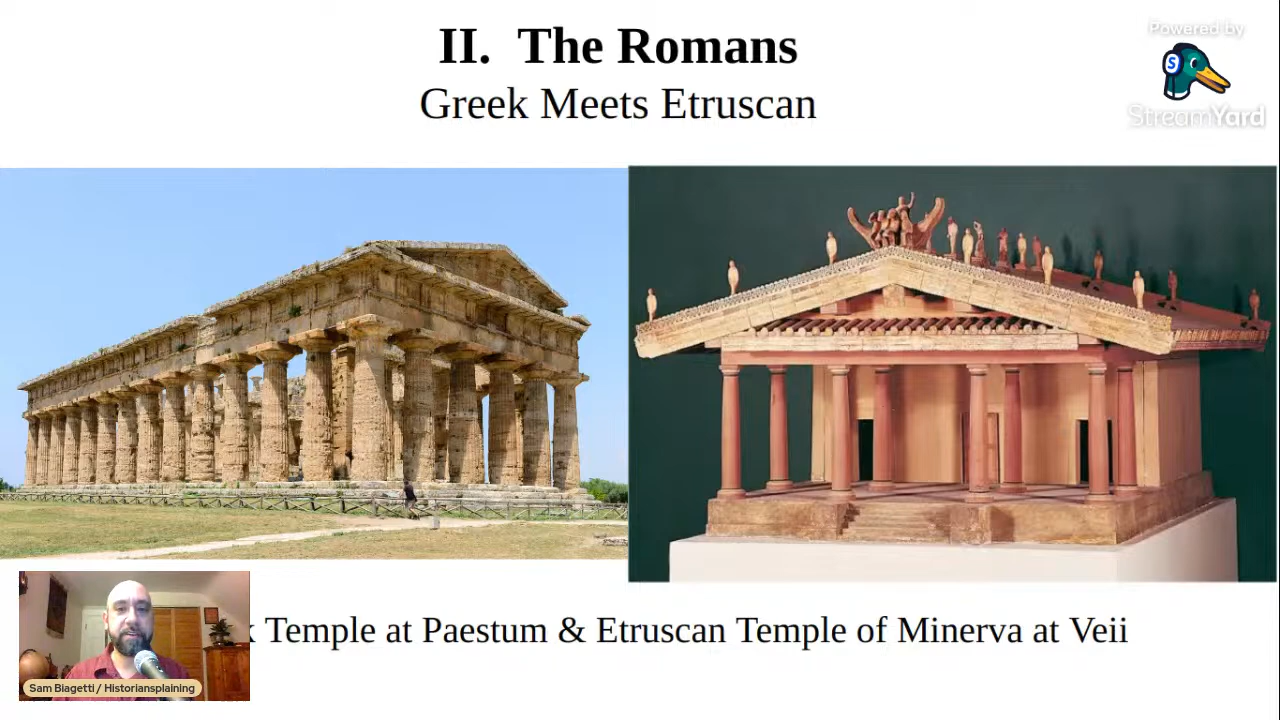 II. The Romans
Greek Meets Etruscan
Powered by
S
StreamYard
Temple at Paestum & Etruscan Temple of Minerva at Veii
Sam Biagetti / Historiansplaining